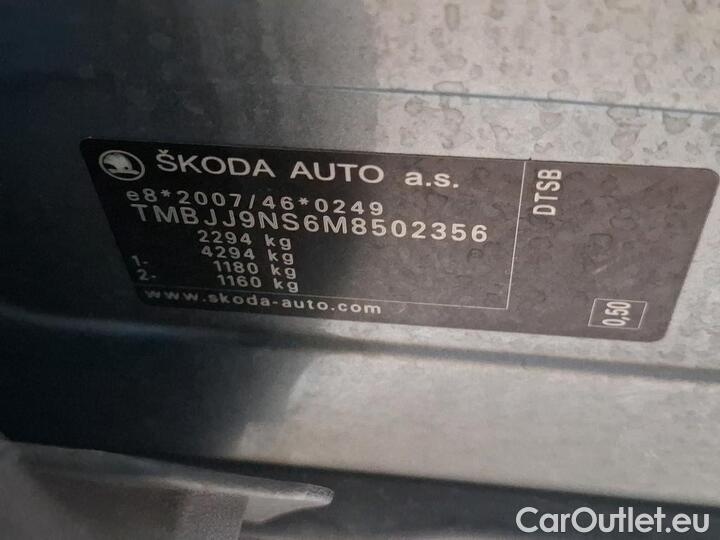 ŠKODA AUTO a.s.
e8*2007/46*0249
TMBJJ9NS6M8502356
2294 kg
4294 kg
1. 1180 kg
2. 1160 kg
www.skoda-auto.com
DTSB
0,50
CarOutlet.eu